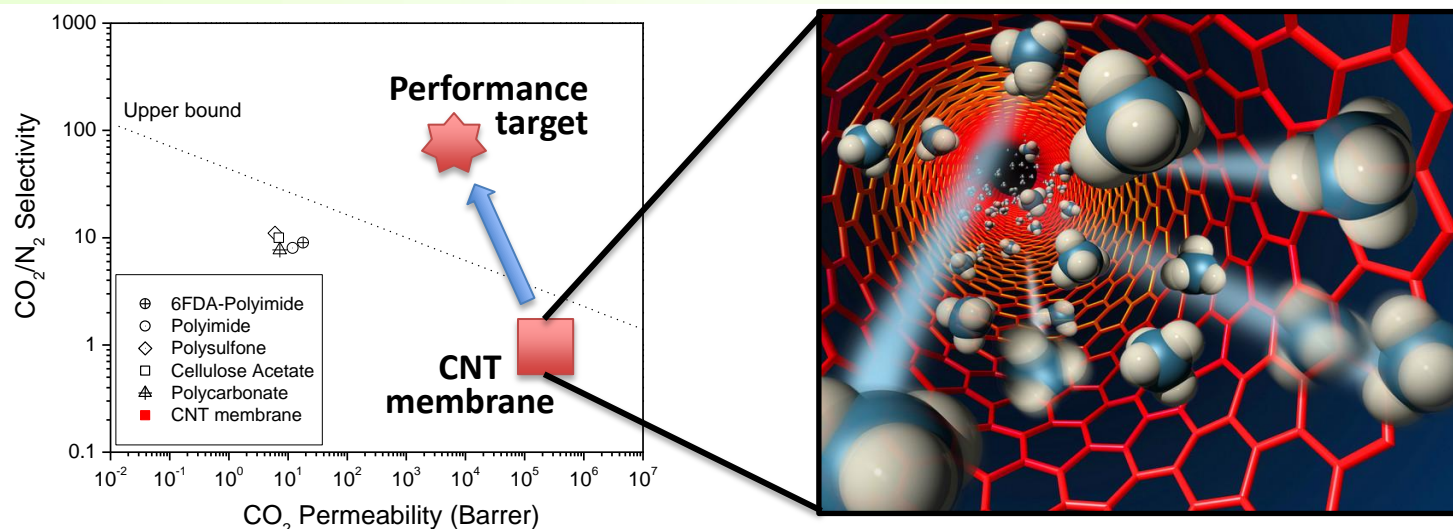 1000
100
10
1
0.1
CO₂/N₂ Selectivity
Upper bound
Performance
target
CNT
membrane
6FDA-Polyimide
Polyimide
Polysulfone
Cellulose Acetate
Polycarbonate
CNT membrane
10⁻² 10⁻¹ 10⁰ 10¹ 10² 10³ 10⁴ 10⁵ 10⁶ 10⁷
CO₂ Permeability (Barrer)